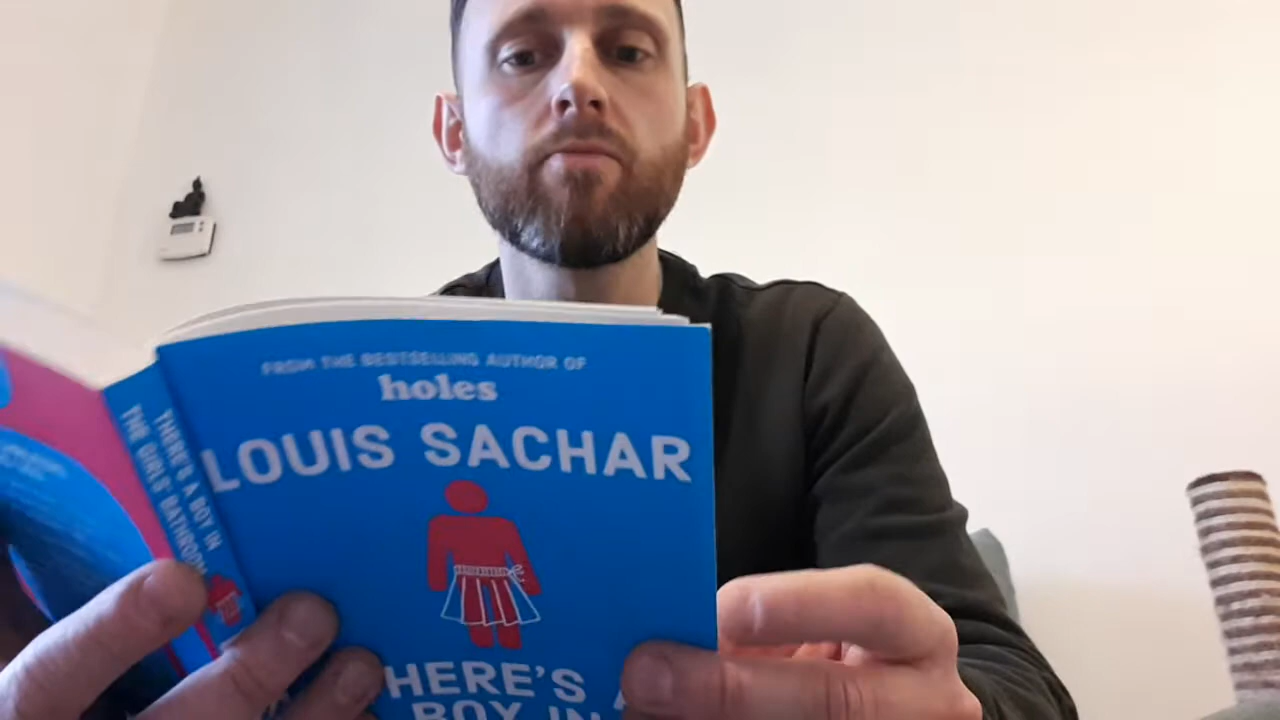 FROM THE BESTSELLING AUTHOR OF
holes
LOUIS SACHAR
HERE'S
BOY IN
THERE'S A BOY IN
THE GIRLS' BATHROOM